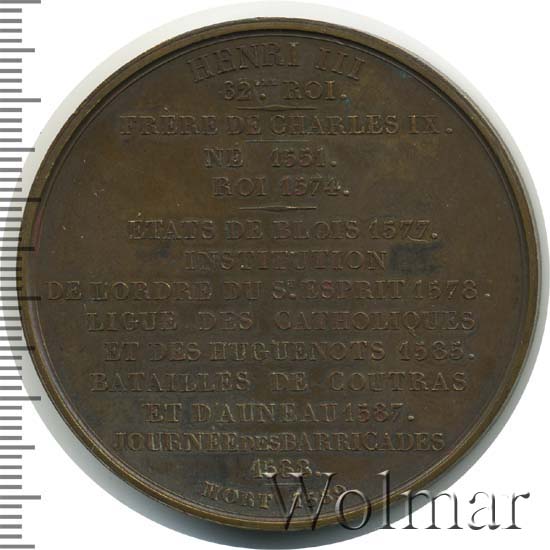 HENRI III
62ME ROI.
FRÈRE DE CHARLES IX.
NÉ 1551.
ROI 1574.
ÉTATS DE BLOIS 1577.
INSTITUTION
DE L'ORDRE DU ST ESPRIT 1578.
LIGUE DES CATHOLIQUES
ET DES HUGUENOTS 1585.
BATAILLES DE COUTRAS
ET D'AUNEAU 1587.
JOURNÉE DES BARRICADES
1588.
MORT 1589
Wolmar